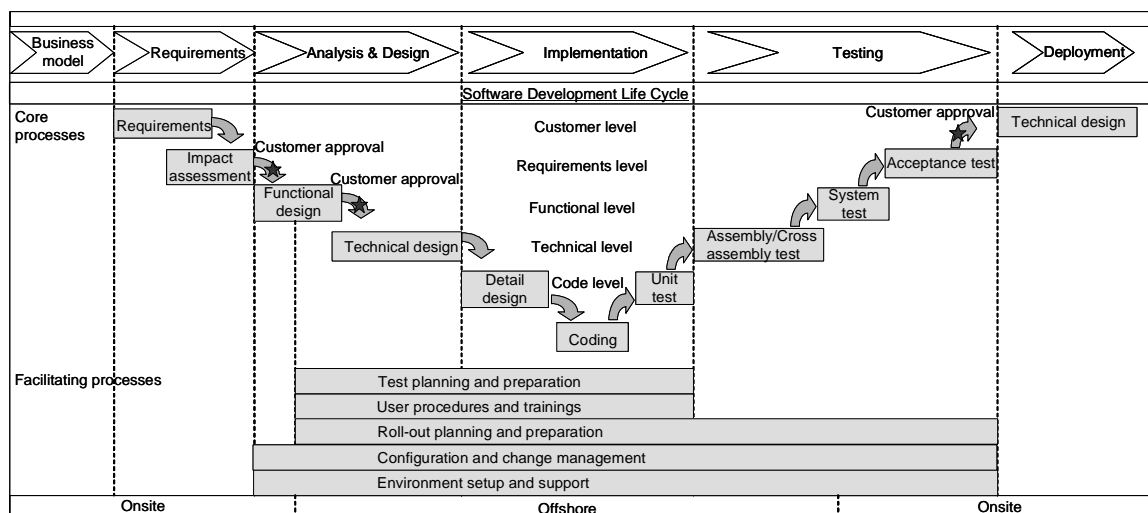 Business
model
Requirements
Analysis & Design
Implementation
Testing
Deployment
Software Development Life Cycle
Core
processes
Requirements
Customer level
Customer approval
Technical design
Impact
assessment
Customer approval
Requirements level
Acceptance test
Functional
design
Customer approval
Functional level
System
test
Technical design
Technical level
Assembly/Cross
assembly test
Detail
design
Code level
Unit
test
Coding
Facilitating processes
Test planning and preparation
User procedures and trainings
Roll-out planning and preparation
Configuration and change management
Environment setup and support
Onsite
Offshore
Onsite